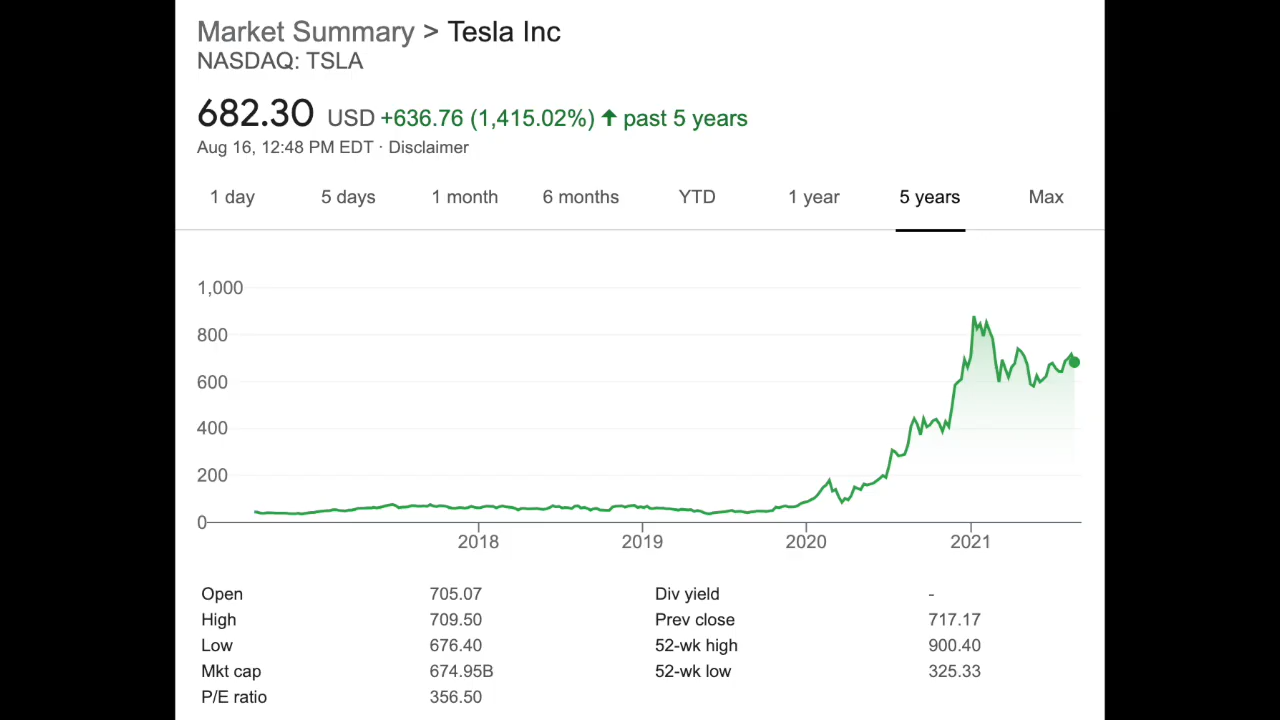 Market Summary > Tesla Inc
NASDAQ: TSLA
682.30 USD +636.76 (1,415.02%) ↑ past 5 years
Aug 16, 12:48 PM EDT · Disclaimer
1 day 5 days 1 month 6 months YTD 1 year 5 years Max
1,000
800
600
400
200
0
2018 2019 2020 2021
Open 705.07 Div yield -
High 709.50 Prev close 717.17
Low 676.40 52-wk high 900.40
Mkt cap 674.95B 52-wk low 325.33
P/E ratio 356.50